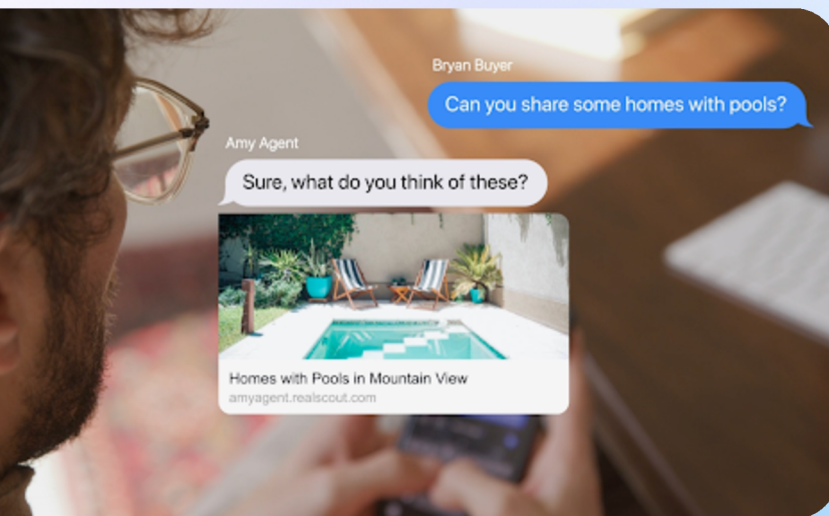 Bryan Buyer
Can you share some homes with pools?
Amy Agent
Sure, what do you think of these?
Homes with Pools in Mountain View
amyagent.realscout.com